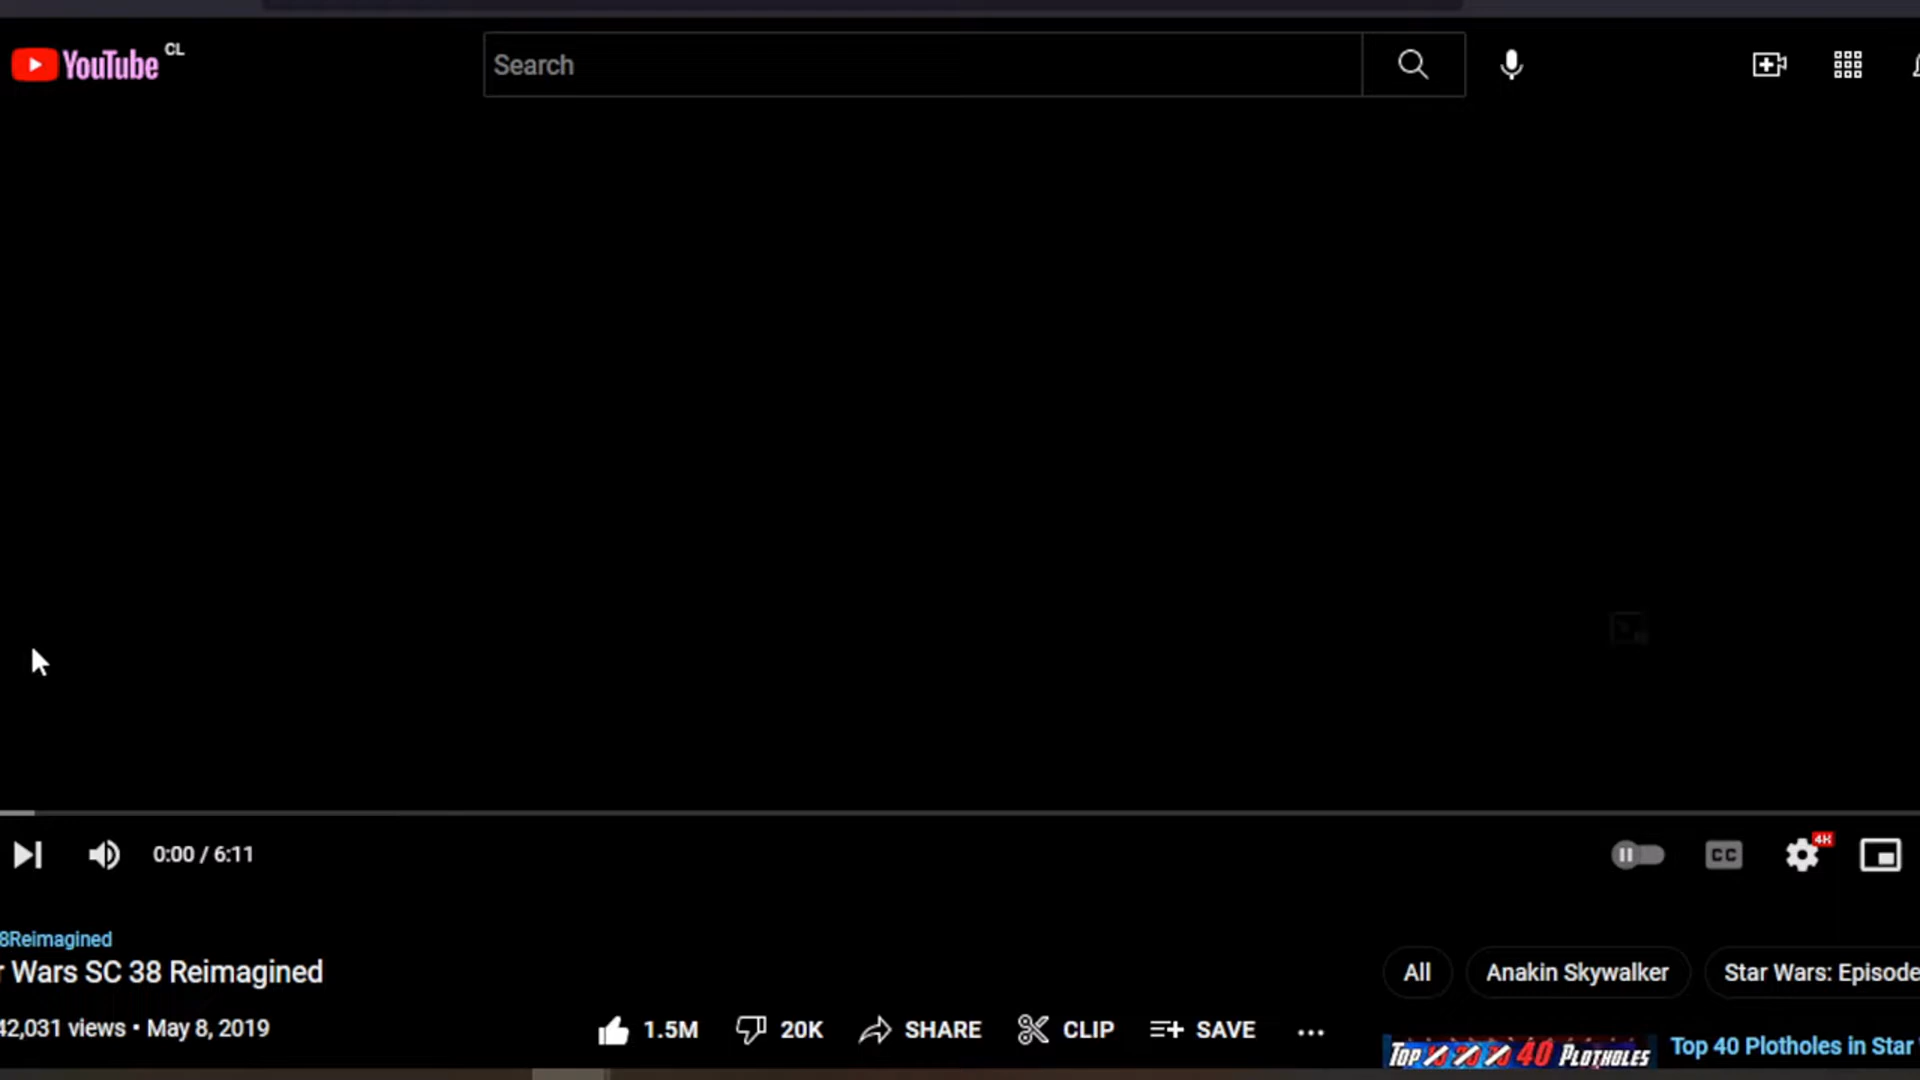 YouTube CL
Search
0:00 / 6:11
CC
4K
8Reimagined
r Wars SC 38 Reimagined
42,031 views • May 8, 2019
1.5M
20K
SHARE
CLIP
SAVE
All
Anakin Skywalker
Star Wars: Episode
TOP 40 PLOTHOLES
Top 40 Plotholes in Star